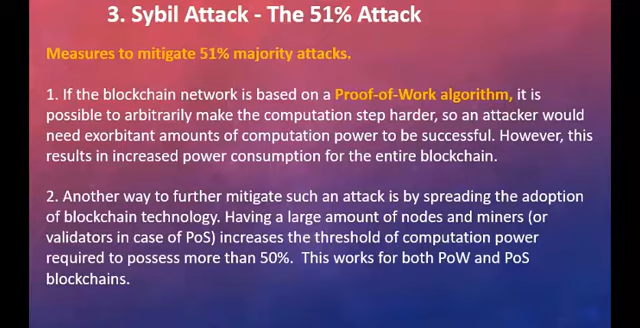 3. Sybil Attack - The 51% Attack
Measures to mitigate 51% majority attacks.
1. If the blockchain network is based on a Proof-of-Work algorithm, it is
possible to arbitrarily make the computation step harder, so an attacker would
need exorbitant amounts of computation power to be successful. However, this
results in increased power consumption for the entire blockchain.
2. Another way to further mitigate such an attack is by spreading the adoption
of blockchain technology. Having a large amount of nodes and miners (or
validators in case of PoS) increases the threshold of computation power
required to possess more than 50%. This works for both PoW and PoS
blockchains.